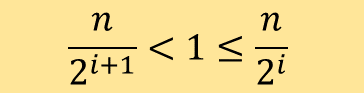 n/2^{i+1} < 1 ≤ n/2^i